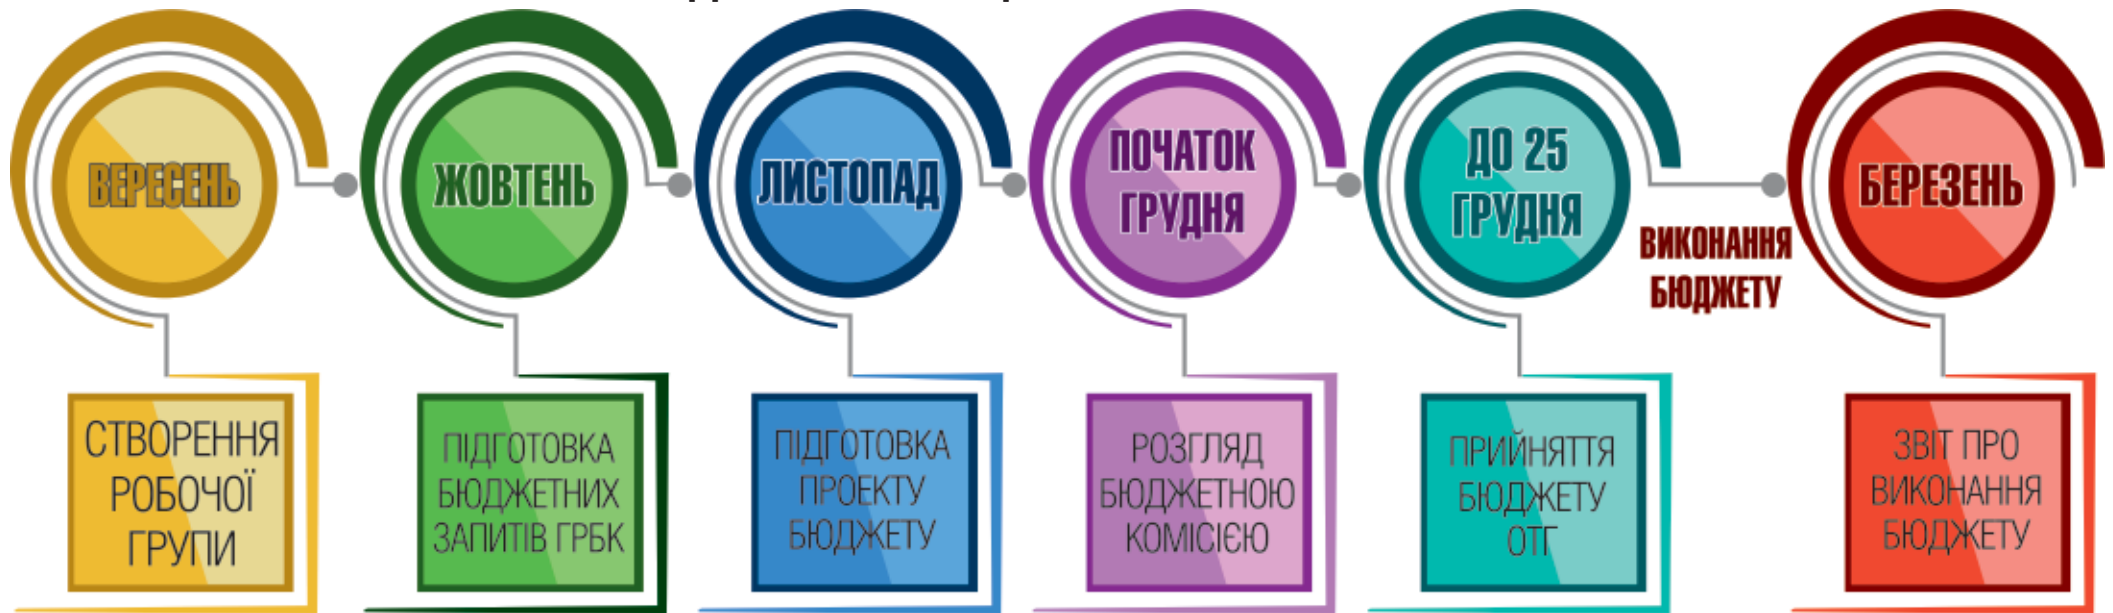 ВЕРЕСЕНЬ
ЖОВТЕНЬ
ЛИСТОПАД
ПОЧАТОК
ГРУДНЯ
ДО 25
ГРУДНЯ
ВИКОНАННЯ
БЮДЖЕТУ
БЕРЕЗЕНЬ
СТВОРЕННЯ
РОБОЧОЇ
ГРУПИ
ПІДГОТОВКА
БЮДЖЕТНИХ
ЗАПИТІВ ГРБК
ПІДГОТОВКА
ПРОЕКТУ
БЮДЖЕТУ
РОЗГЛЯД
БЮДЖЕТНОЮ
КОМІСІЄЮ
ПРИЙНЯТТЯ
БЮДЖЕТУ
ОТГ
ЗВІТ ПРО
ВИКОНАННЯ
БЮДЖЕТУ